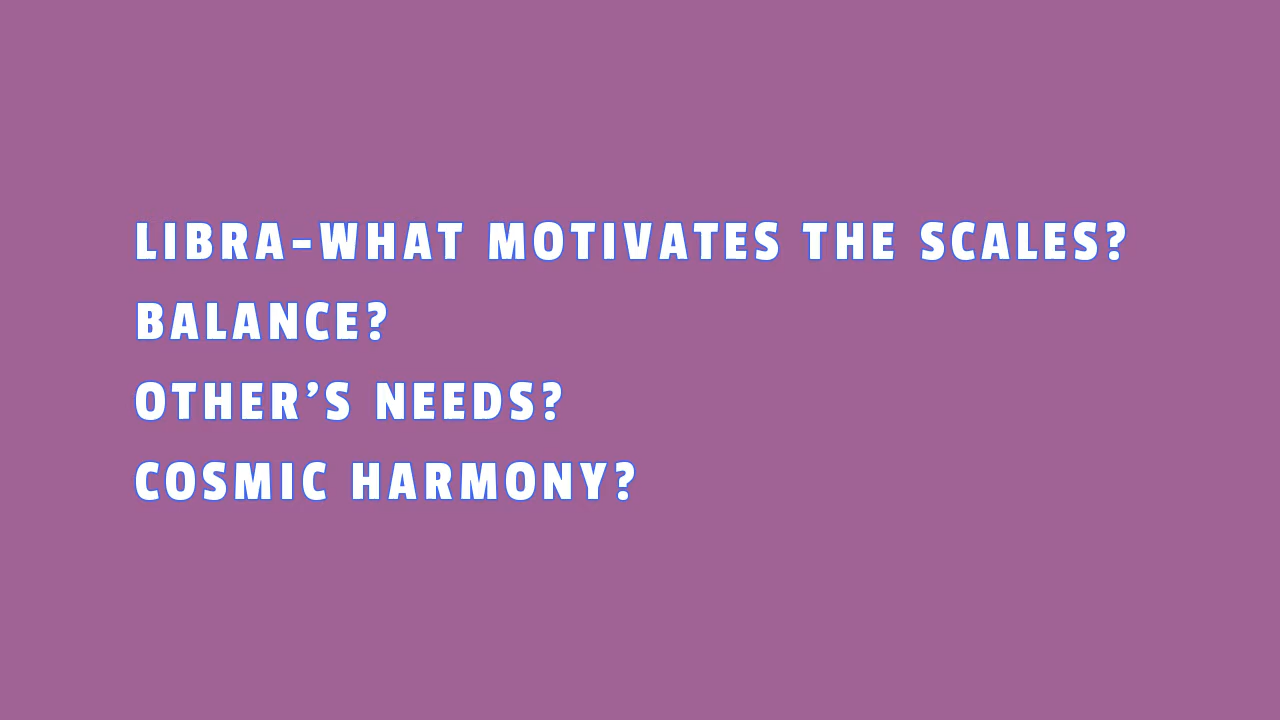 LIBRA-WHAT MOTIVATES THE SCALES?
BALANCE?
OTHER’S NEEDS?
COSMIC HARMONY?